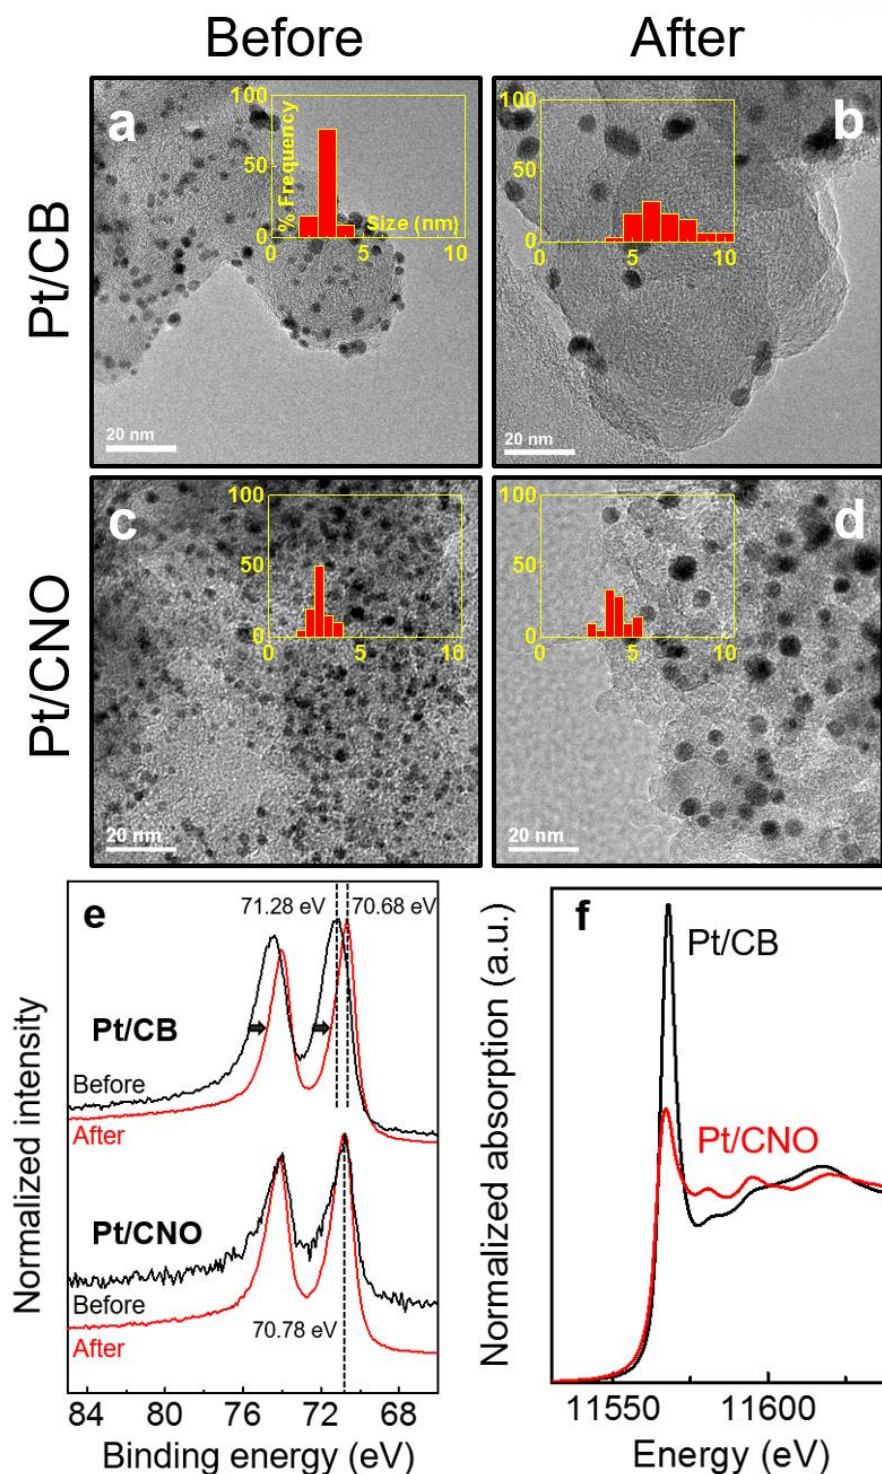 Before After
Pt/CB
a
100
50
0
% Frequency
Size (nm)
0 5 10
20 nm
b
100
50
0
0 5 10
20 nm
Pt/CNO
c
100
50
0
0 5 10
20 nm
d
100
50
0
0 5 10
20 nm
e
71.28 eV 70.68 eV
Pt/CB
Before
After
Pt/CNO
Before
After
70.78 eV
Normalized intensity
84 80 76 72 68
Binding energy (eV)
f
Pt/CB
Pt/CNO
Normalized absorption (a.u.)
11550 11600
Energy (eV)